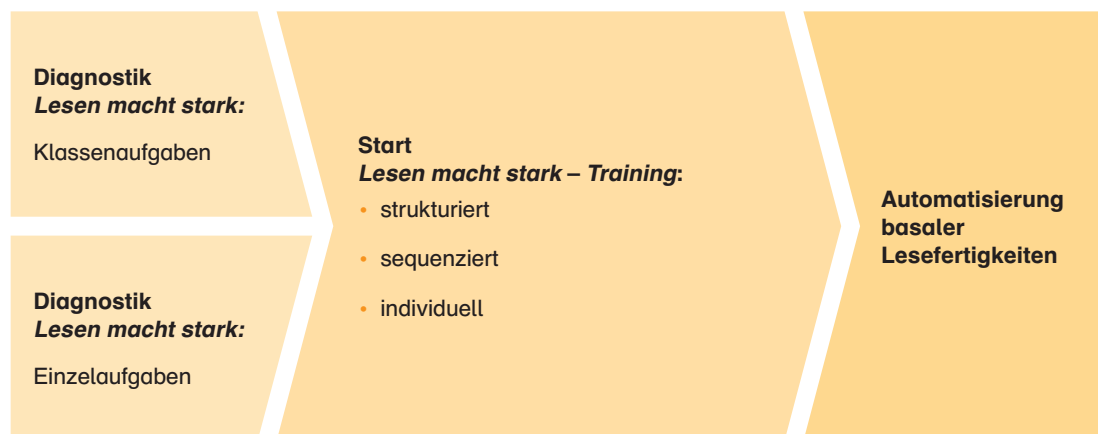 Diagnostik
Lesen macht stark:
Klassenaufgaben
Diagnostik
Lesen macht stark:
Einzelaufgaben
Start
Lesen macht stark – Training:
• strukturiert
• sequenziert
• individuell
Automatisierung
basaler
Lesefertigkeiten